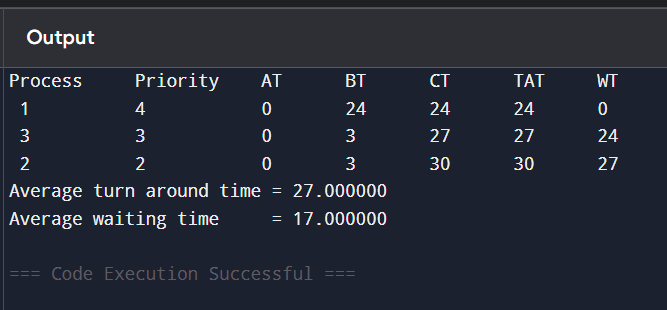 Output
Process Priority AT BT CT TAT WT
1 4 0 24 24 24 0
3 3 0 3 27 27 24
2 2 0 3 30 30 27
Average turn around time = 27.000000
Average waiting time = 17.000000
=== Code Execution Successful ===